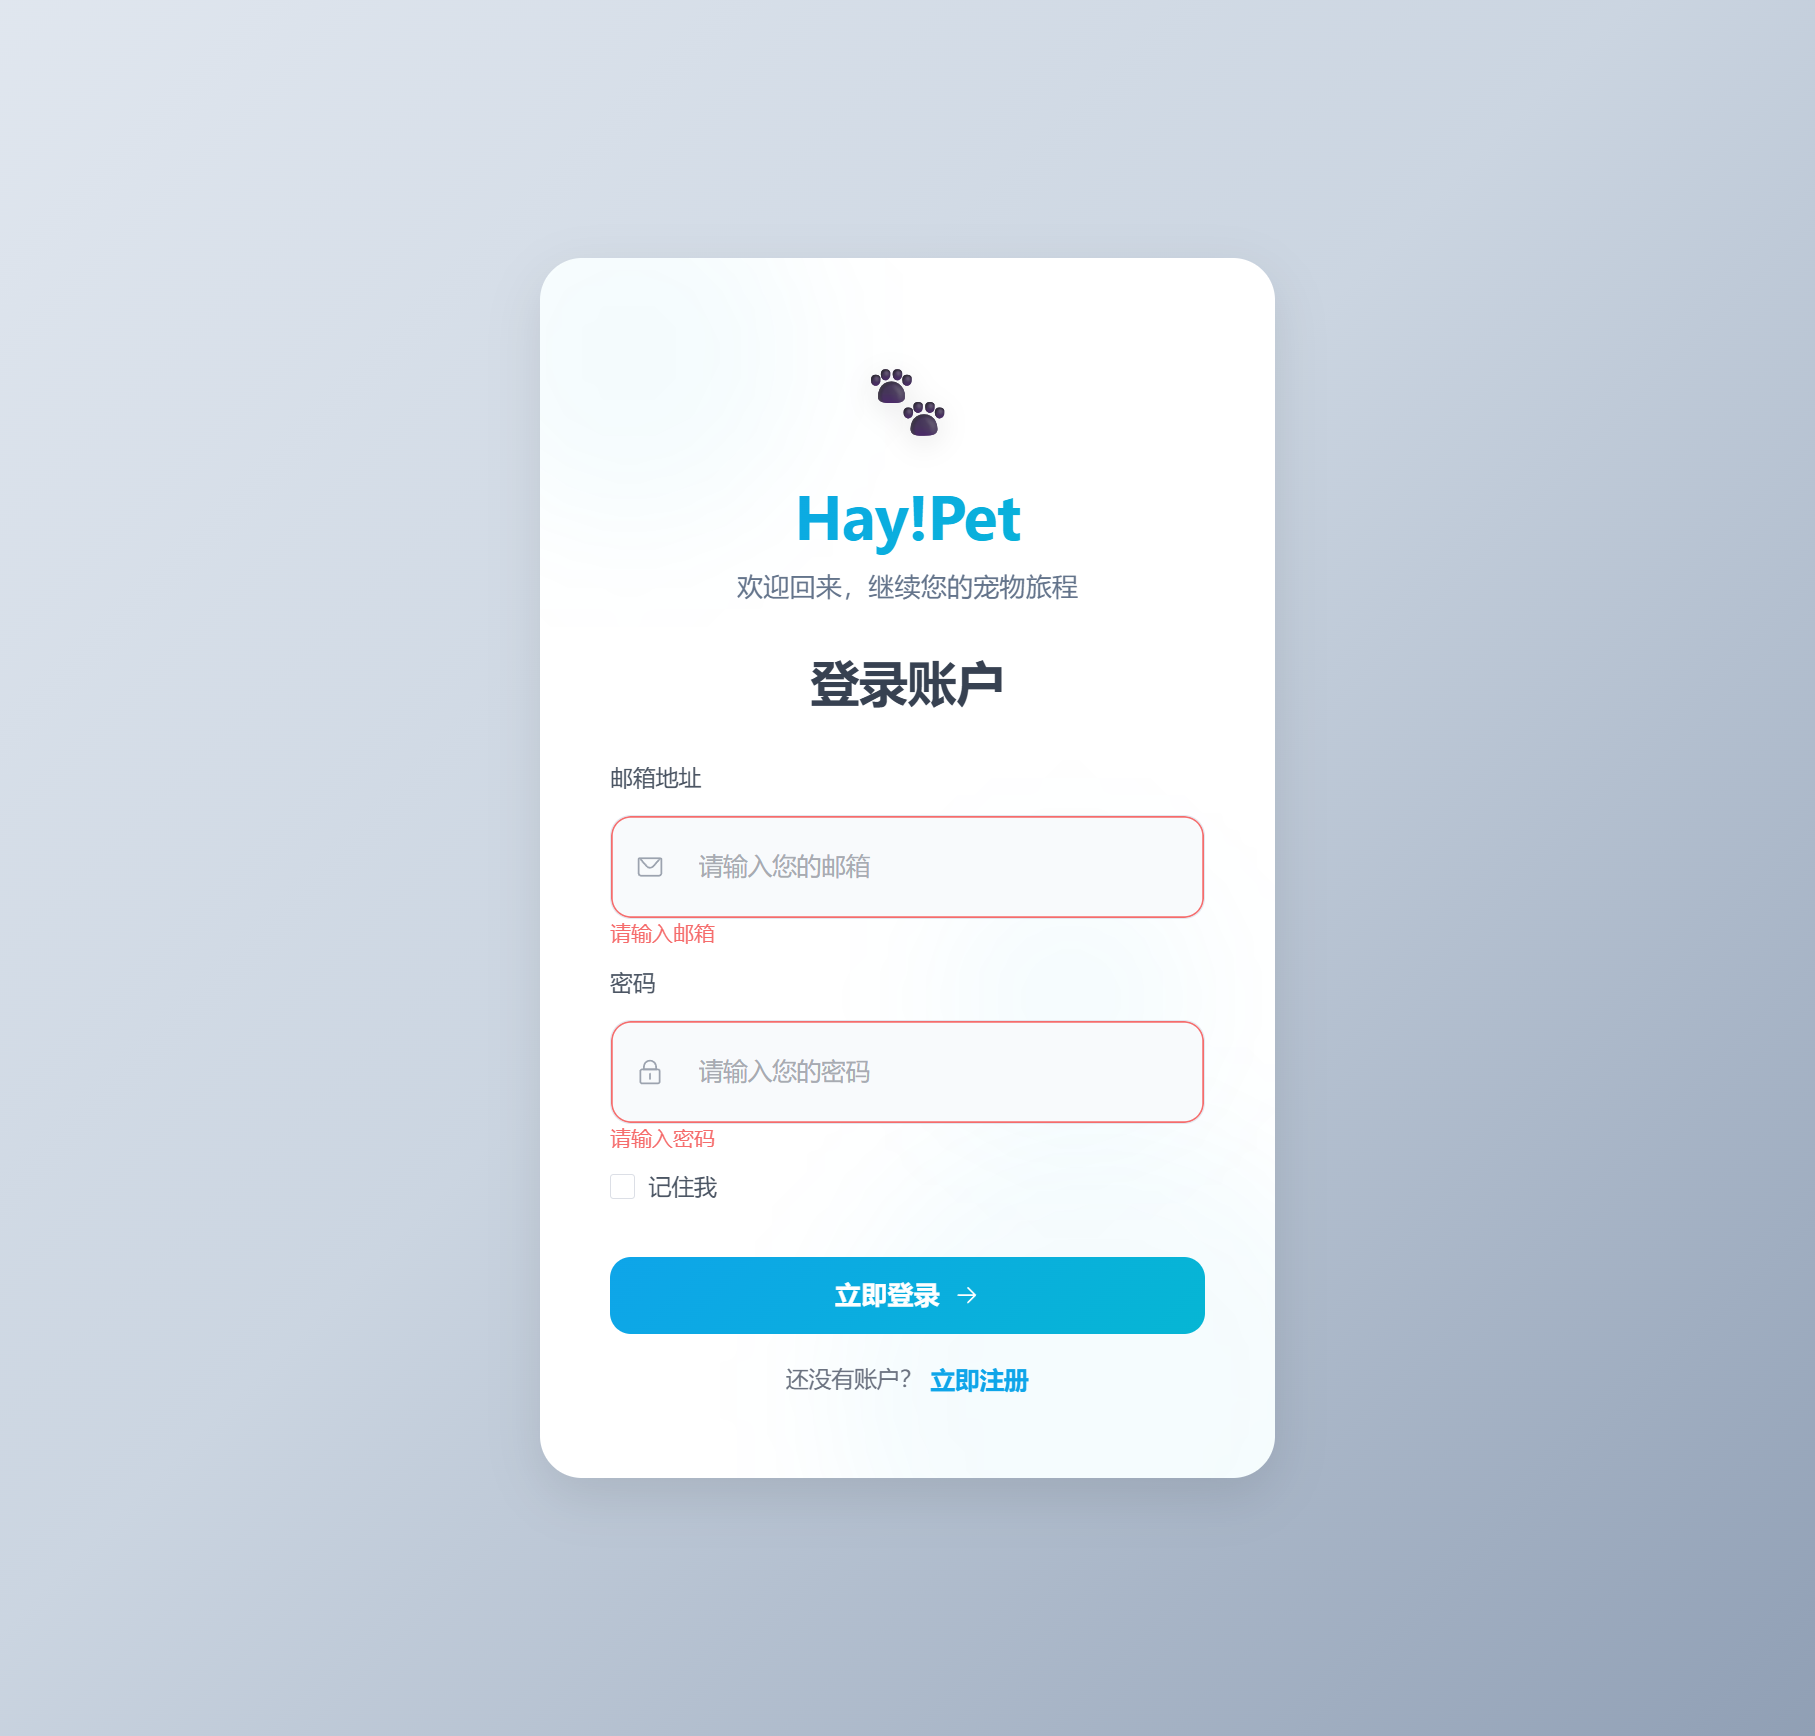 Hay!Pet
欢迎回来，继续您的宠物旅程
登录账户
邮箱地址
请输入您的邮箱
请输入邮箱
密码
请输入您的密码
请输入密码
记住我
立即登录 →
还没有账户？ 立即注册